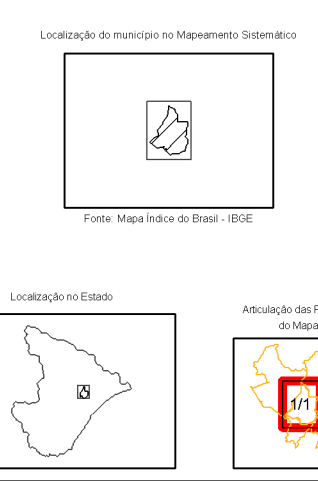 Localização do município no Mapeamento Sistemático
Fonte: Mapa Índice do Brasil - IBGE
Localização no Estado
Articulação das
do Mapa
1/1